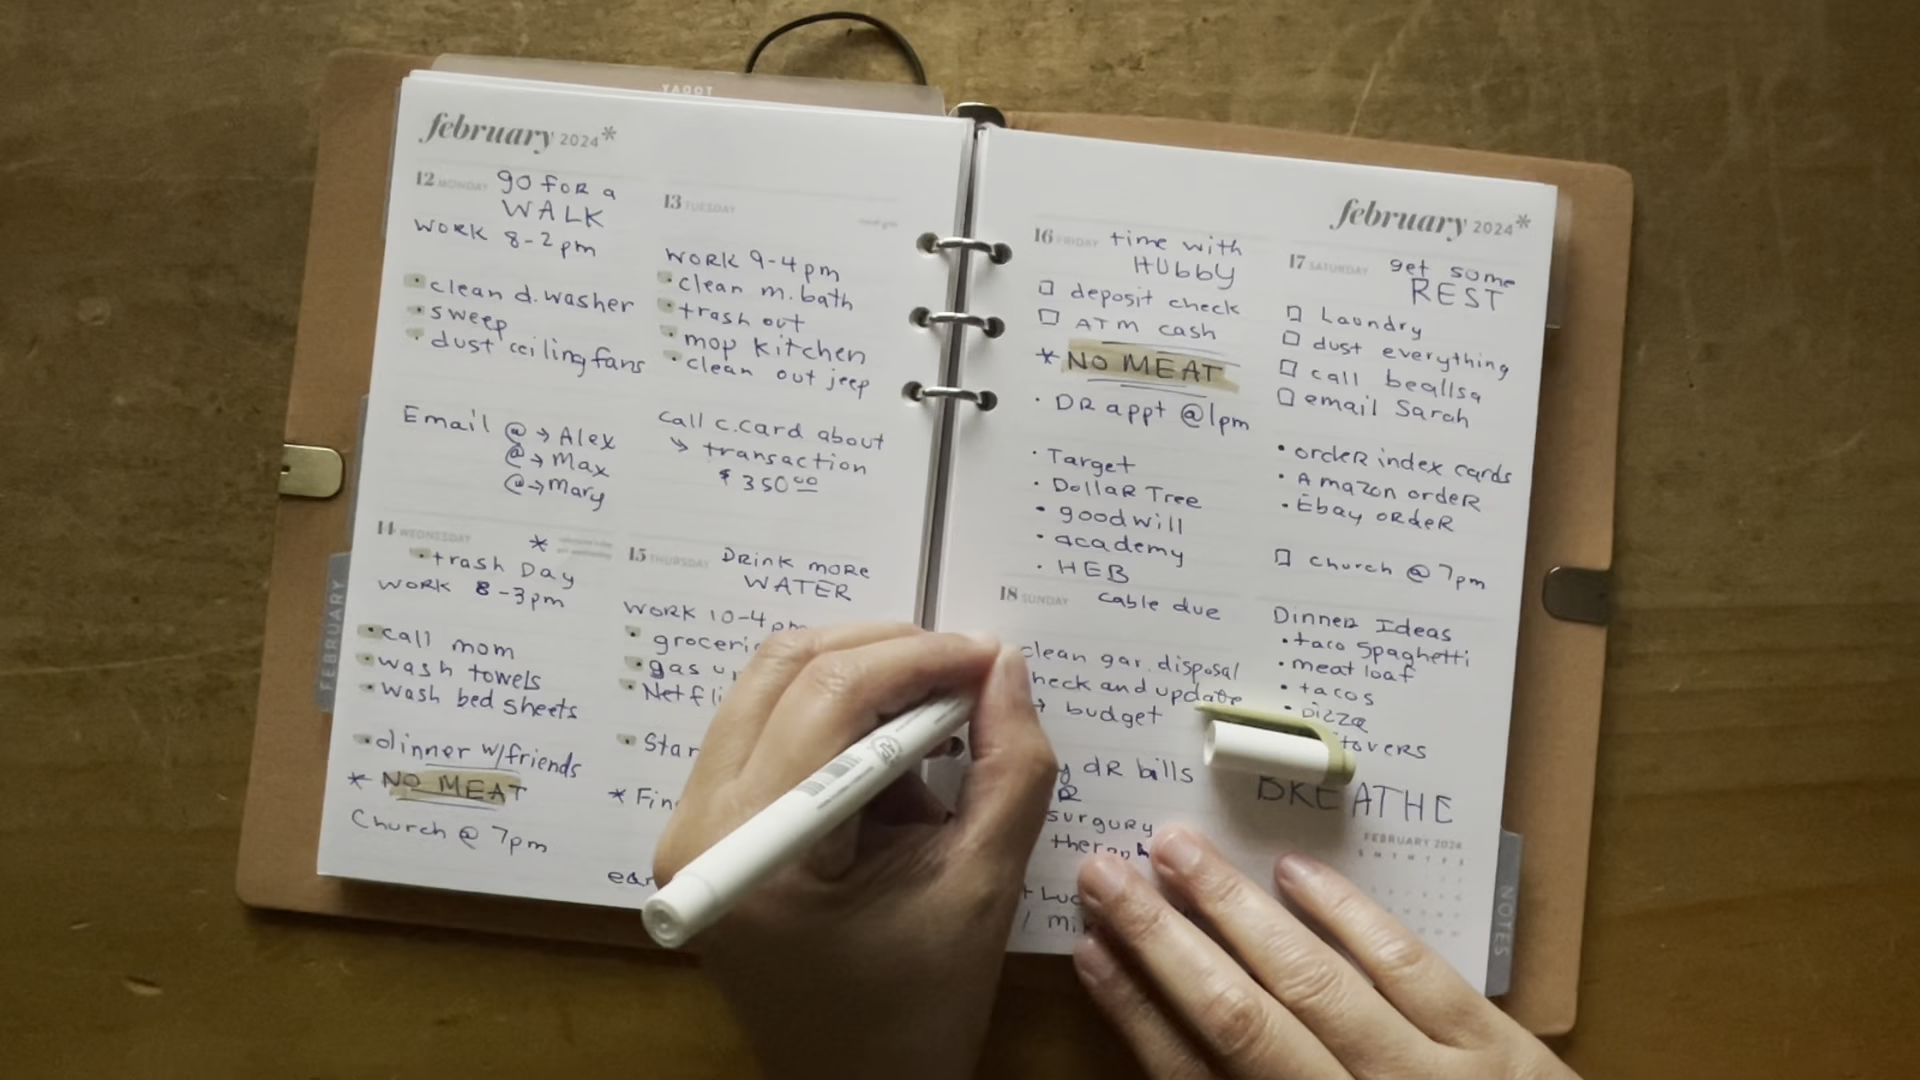 TODAY
february 2024*
12 MONDAY go foR a
WALK
WORK 8-2pm
• clean d.washer
• sweep
• dust ceiling fans
Email @ → Alex
@ → Max
@ → Mary
13 TUESDAY
WORK 9-4pm
• clean m. bath
• trash out
• mop kitchen
• clean out jeep
call c.card about
↳ transaction
$350.00
14 WEDNESDAY *
• trash Day
WORK 8-3pm
• call mom
• wash towels
• wash bed sheets
• dinner w/friends
* NO MEAT
Church @ 7pm
15 THURSDAY DRink moRe
WATER
WORK 10-4pm
•
• gas
•
•
*
february 2024*
16 FRIDAY time with
HUbby
☐ deposit check
☐ ATM cash
* NO MEAT
• DR appt @1pm
• Target
• DollaR Tree
• goodwill
• academy
• HEB
17 SATURDAY get some
REST
☐ Laundry
☐ dust everything
☐ call beallsa
☐ email Sarah
• ordeR index cards
• Amazon ordeR
• Ebay oRdeR
☐ church @ 7pm
18 SUNDAY cable due
clean gar. disposal
and update
→ budget
dR bills
surguRy
Dinner Ideas
• taco spaghetti
• meat loaf
• tacos
• pizza
BREATHE
FEBRUARY 2024
FEBRUARY
NOTES